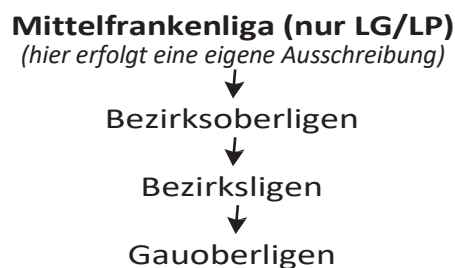 Mittelfrankenliga (nur LG/LP)
(hier erfolgt eine eigene Ausschreibung)
Bezirksoberligen
Bezirksligen
Gauoberligen